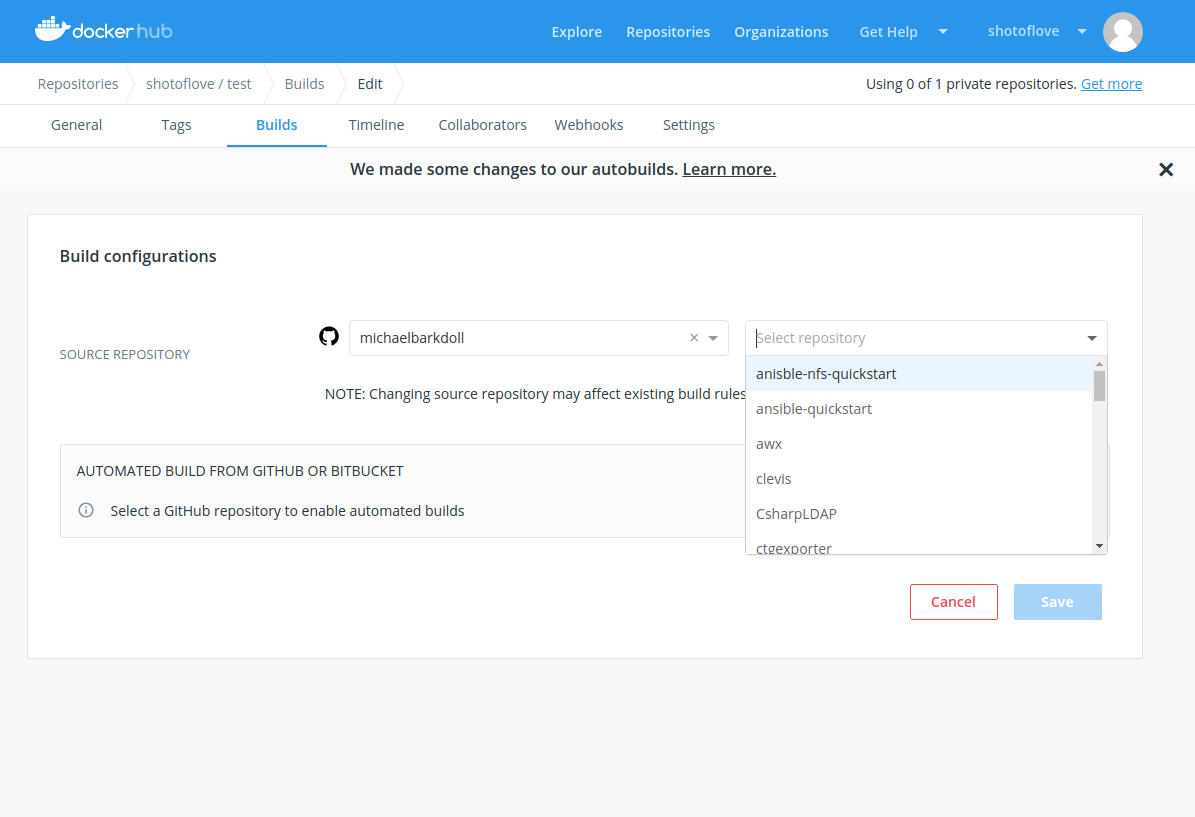 docker hub
Explore Repositories Organizations Get Help shotoflove
Repositories shotoflove / test Builds Edit
Using 0 of 1 private repositories. Get more
General Tags Builds Timeline Collaborators Webhooks Settings
We made some changes to our autobuilds. Learn more.
Build configurations
SOURCE REPOSITORY
michaelbarkdoll
Select repository
anisble-nfs-quickstart
ansible-quickstart
awx
clevis
CsharpLDAP
ctgexporter
NOTE: Changing source repository may affect existing build rules
AUTOMATED BUILD FROM GITHUB OR BITBUCKET
Select a GitHub repository to enable automated builds
Cancel Save